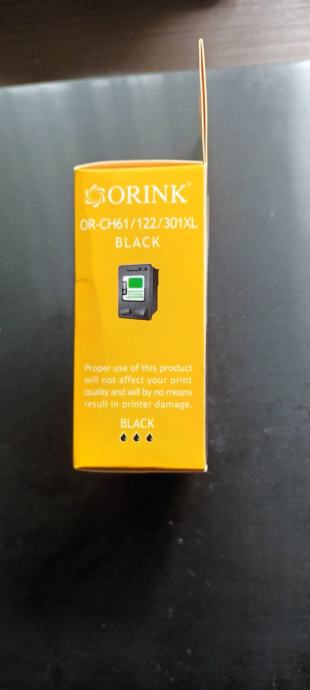 ORINK
OR-CH61/122/301XL
BLACK
Proper use of this product
will not affect your print
quality and will by no means
result in printer damage.
BLACK